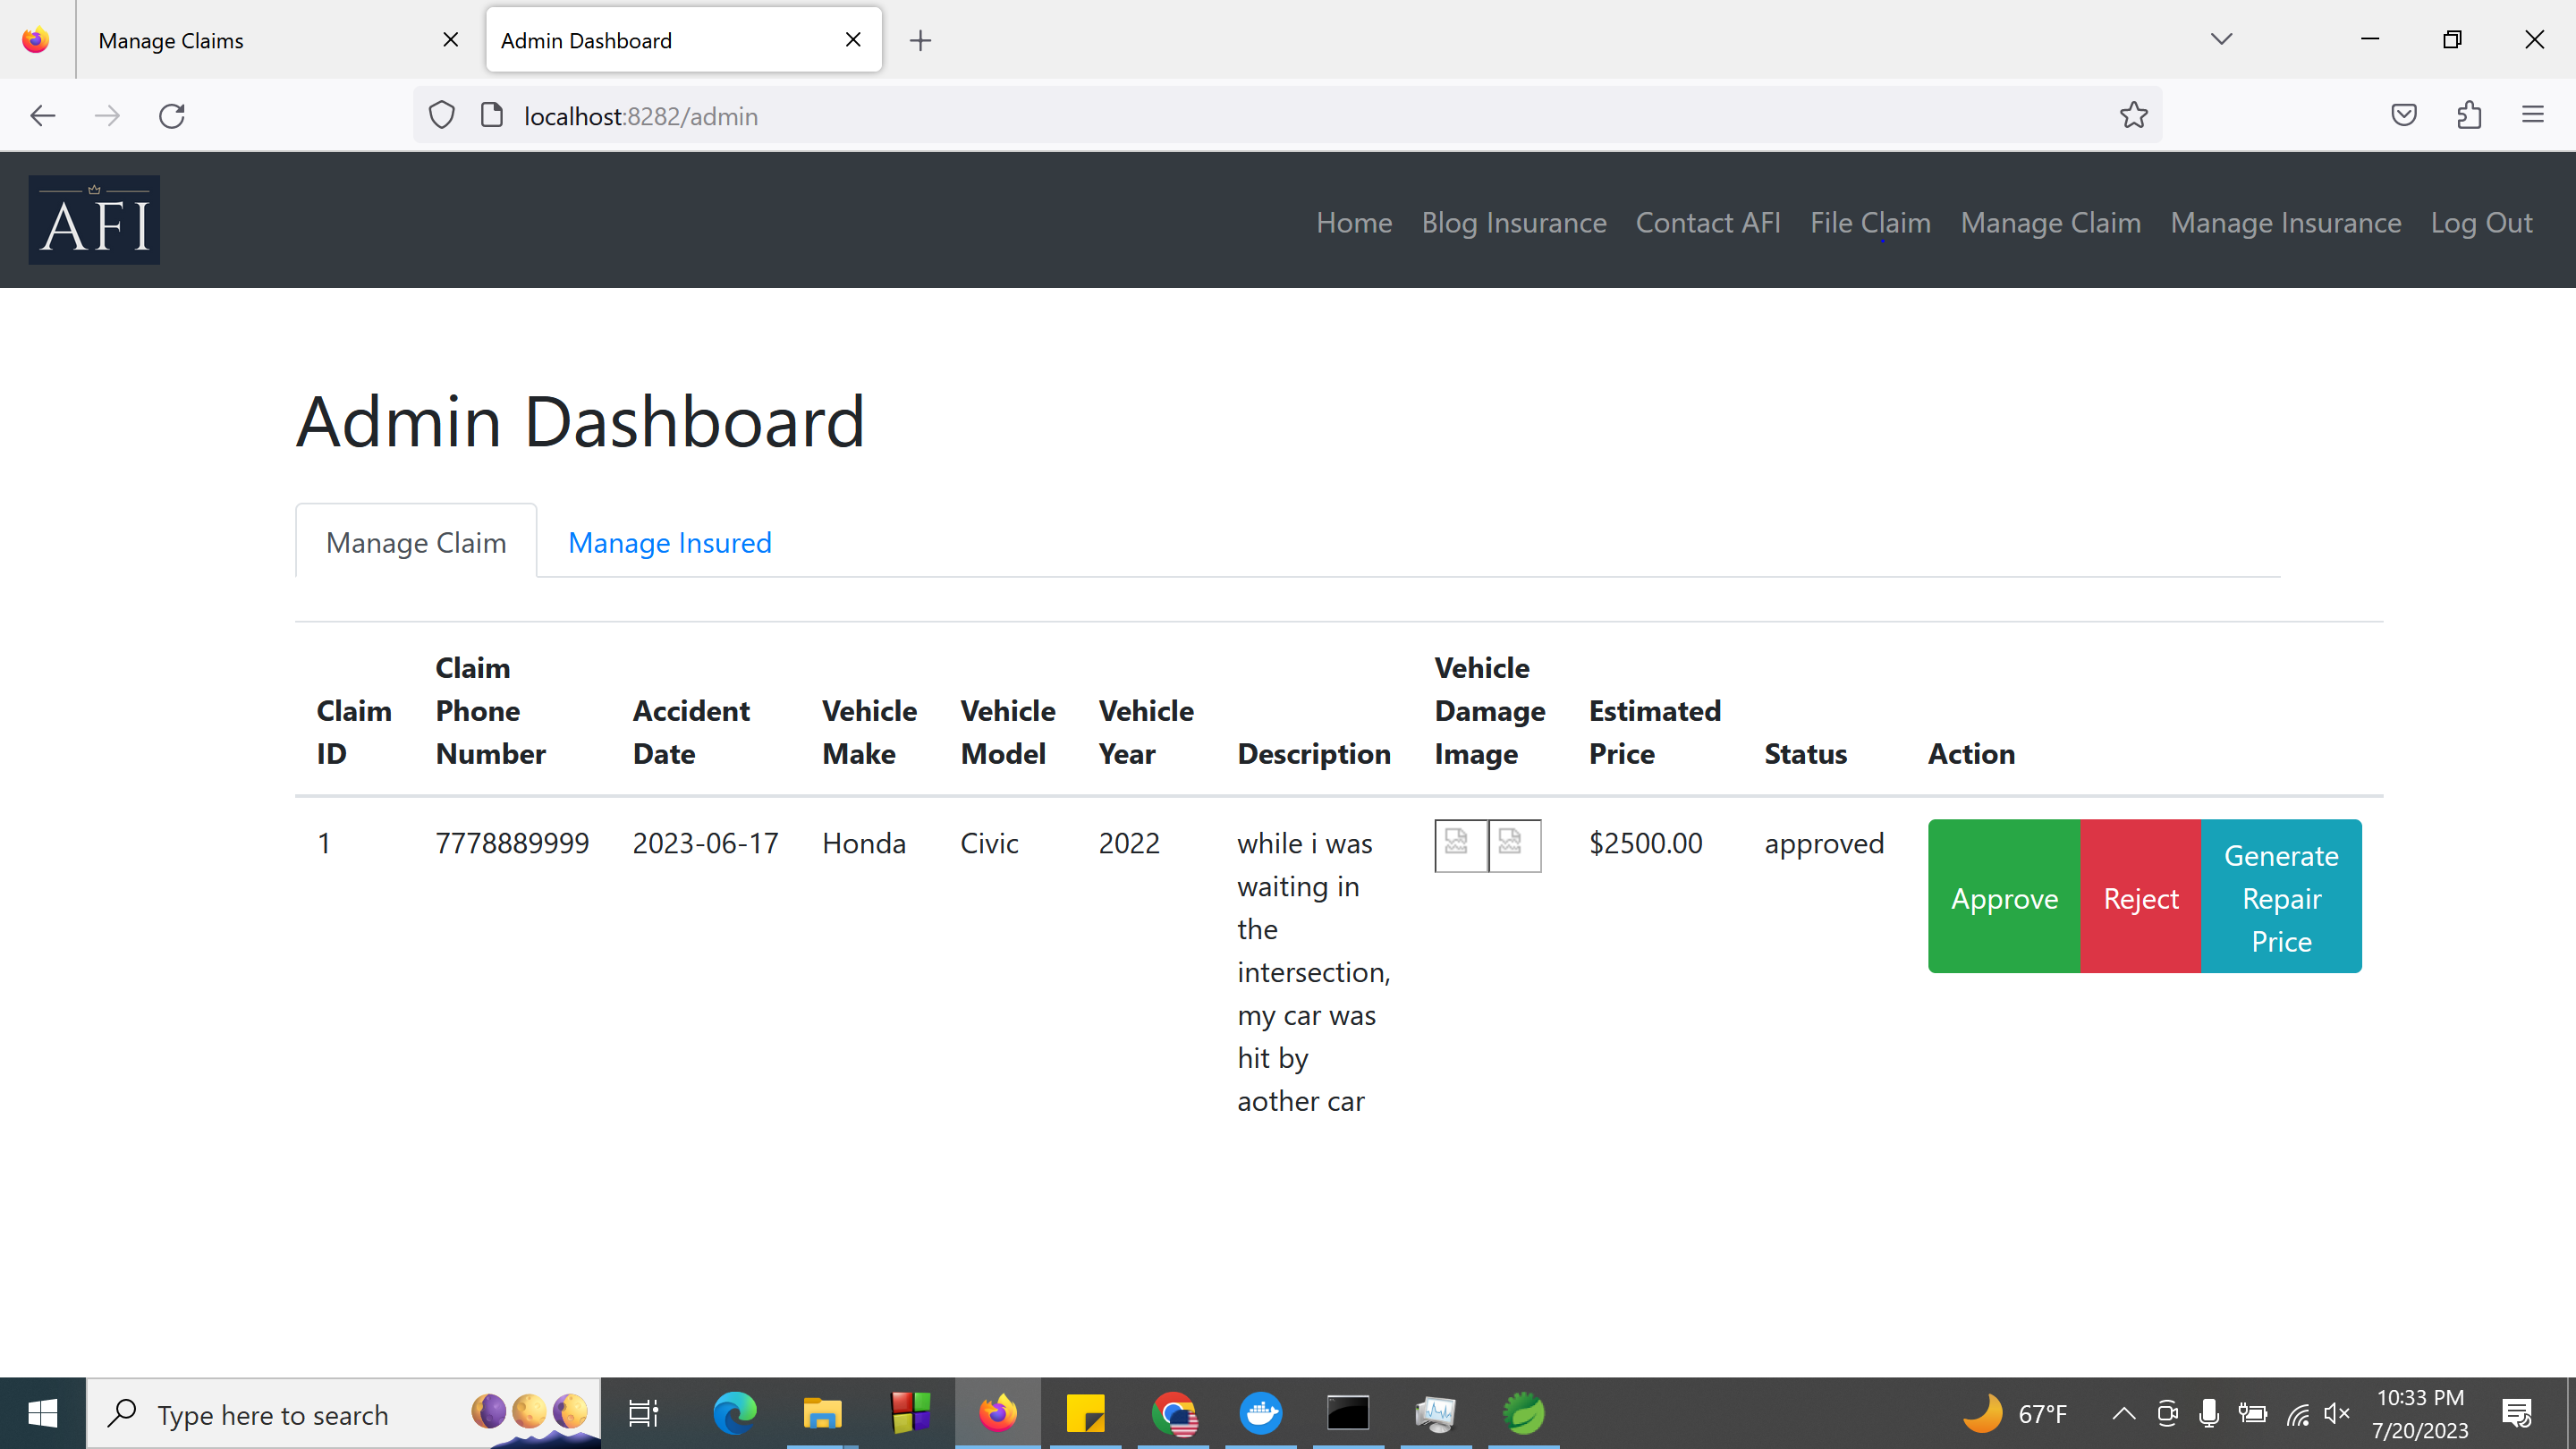 Manage Claims
Admin Dashboard
localhost:8282/admin
AFI
Home Blog Insurance Contact AFI File Claim Manage Claim Manage Insurance Log Out
Admin Dashboard
Manage Claim Manage Insured
Claim ID
Claim Phone Number
Accident Date
Vehicle Make
Vehicle Model
Vehicle Year
Description
Vehicle Damage Image
Estimated Price
Status
Action
1
7778889999
2023-06-17
Honda
Civic
2022
while i was
waiting in
the
intersection,
my car was
hit by
aother car
$2500.00
approved
Approve
Reject
Generate
Repair
Price
Type here to search
67°F
10:33 PM
7/20/2023